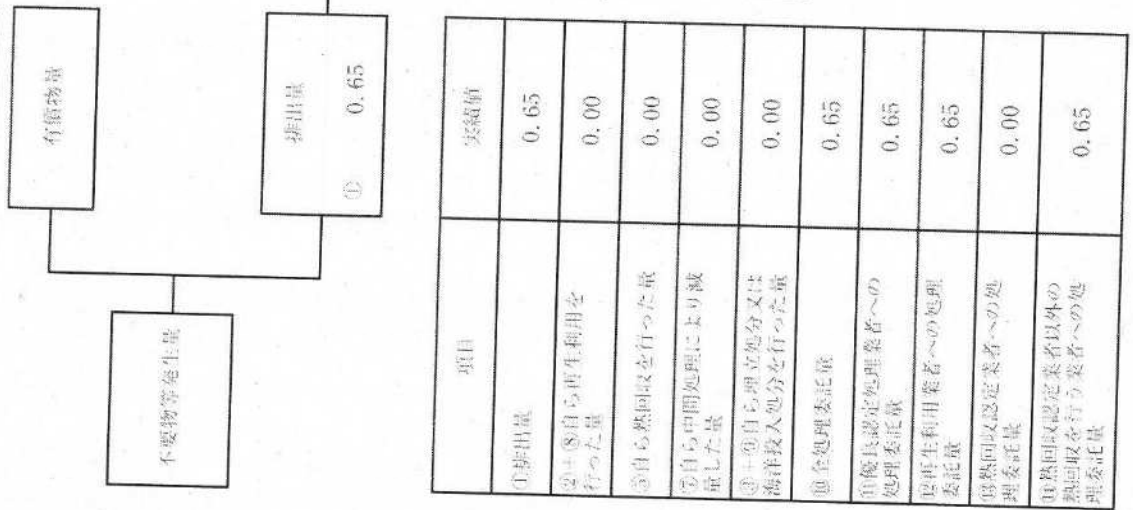 有償物量
不要物等発生量
排出量
① 0.65
項目 実績値
①排出量 0.65
②+⑧自ら再生利用を
行った量 0.00
⑤自ら熱回収を行った量 0.00
⑦自ら中間処理により減
量した量 0.00
③+⑨自ら埋立処分又は
海洋投入処分を行った量 0.00
⑩全処理委託量 0.65
⑪優良認定処理業者への
処理委託量 0.65
⑫再生利用業者への処理
委託量 0.65
⑬熱回収認定業者への処
理委託量 0.00
⑭熱回収認定業者以外の
熱回収を行う業者への処
理委託量 0.65